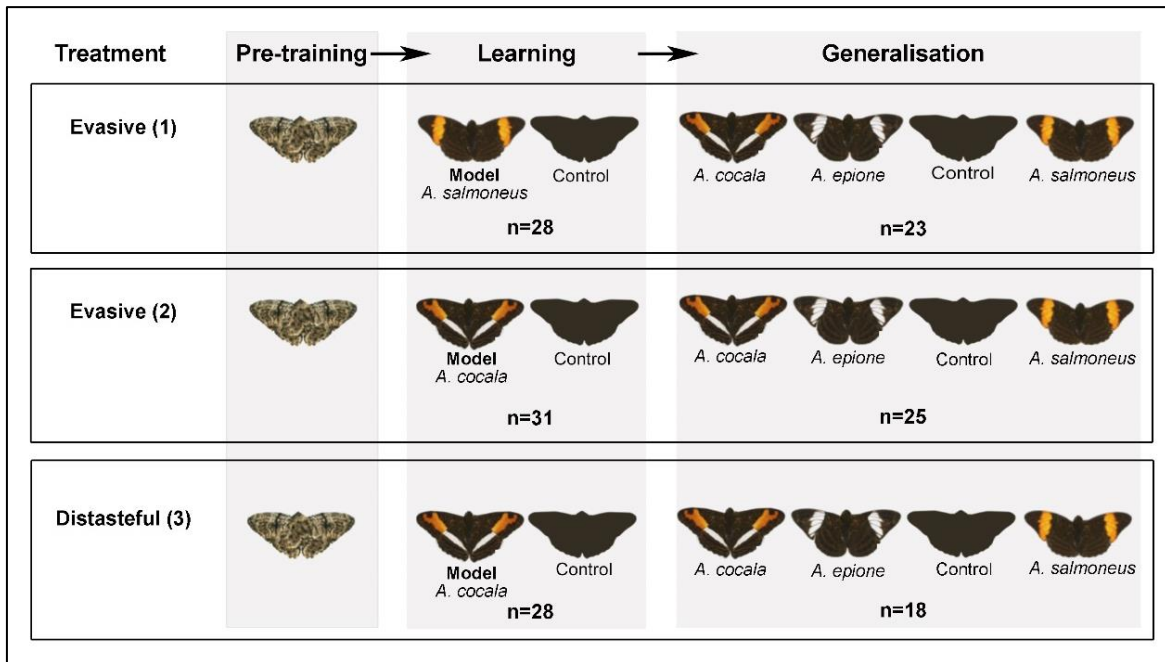 Treatment Pre-training Learning Generalisation
Evasive (1)
Model Control A. cocala A. epione Control A. salmoneus
A. salmoneus
n=28 n=23
Evasive (2)
Model Control A. cocala A. epione Control A. salmoneus
A. cocala
n=31 n=25
Distasteful (3)
Model Control A. cocala A. epione Control A. salmoneus
A. cocala
n=28 n=18